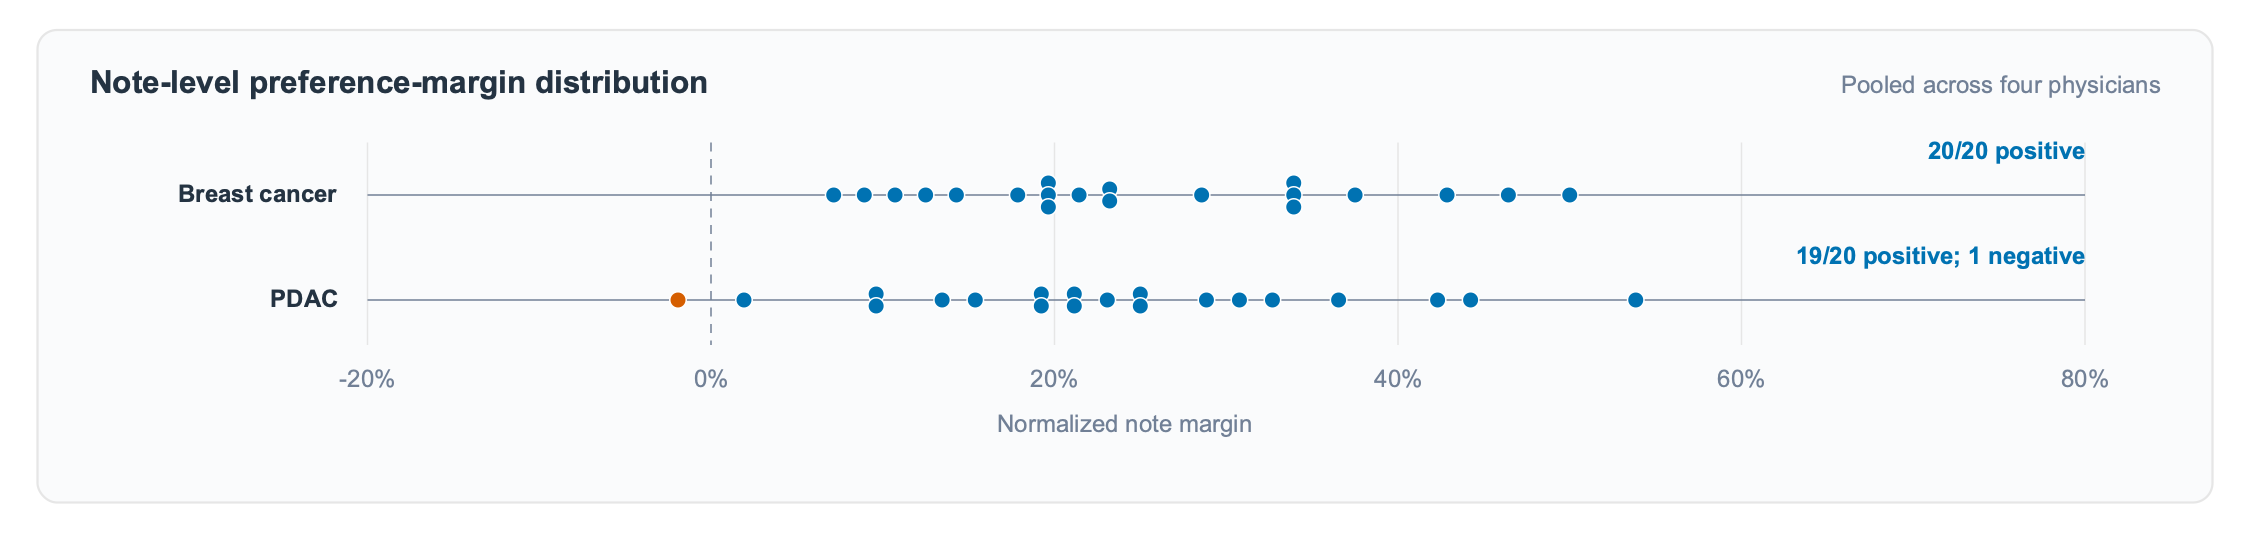 Note-level preference-margin distribution
Pooled across four physicians
20/20 positive
Breast cancer
19/20 positive; 1 negative
PDAC
-20% 0% 20% 40% 60% 80%
Normalized note margin